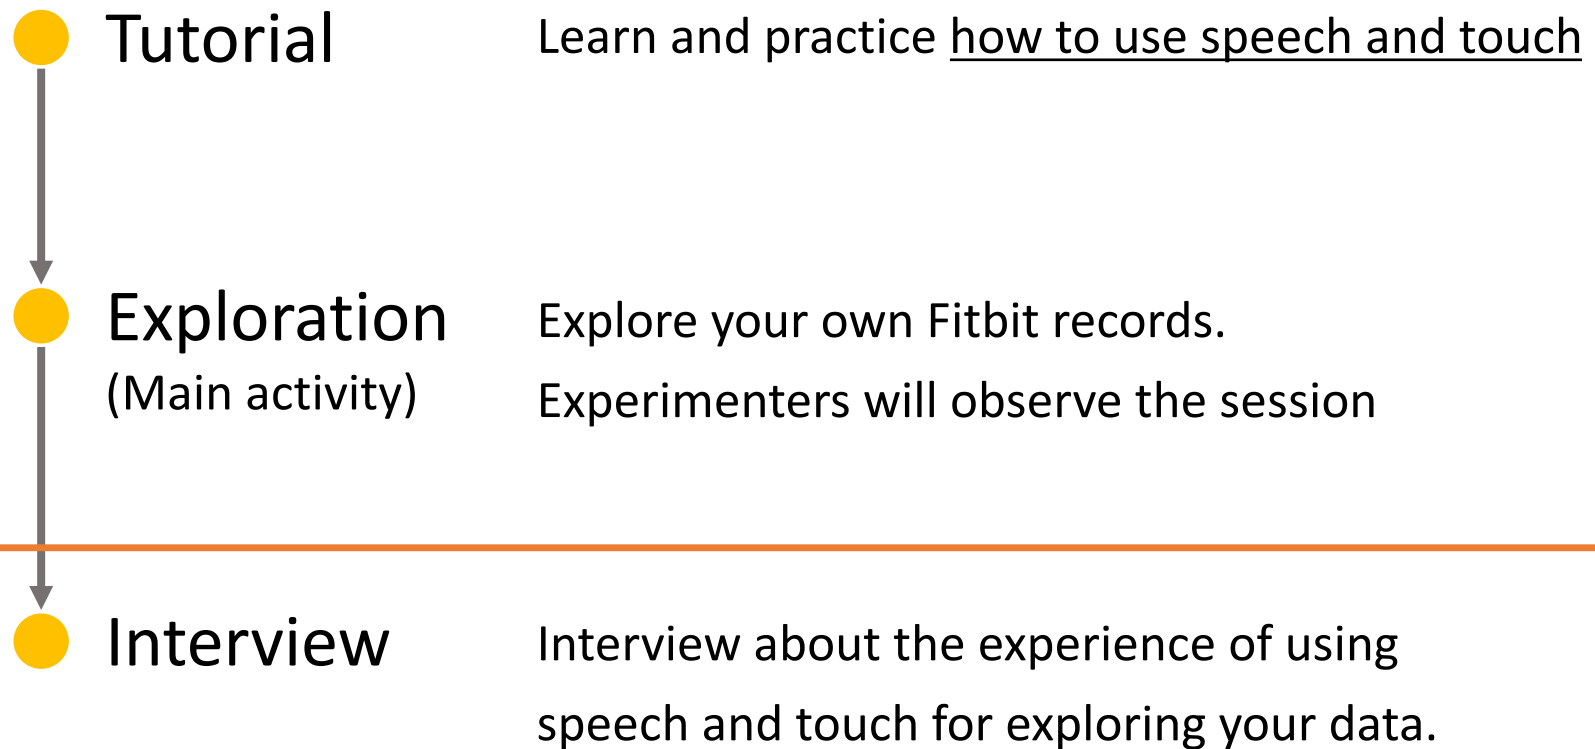 Tutorial
Learn and practice how to use speech and touch
Exploration
(Main activity)
Explore your own Fitbit records.
Experimenters will observe the session
Interview
Interview about the experience of using
speech and touch for exploring your data.